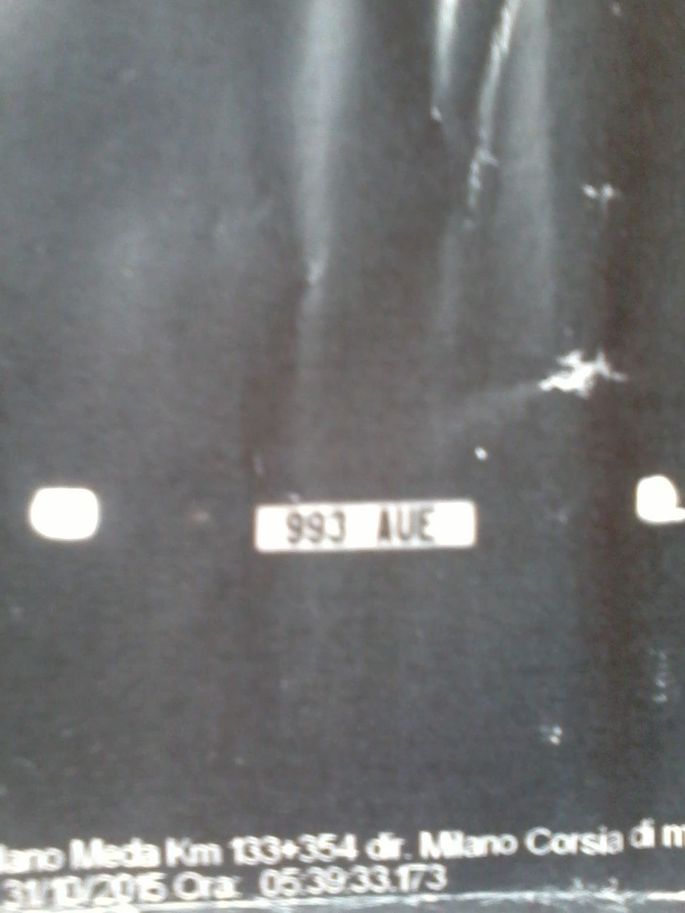 993 AUE
lano Meda Km 133+354 dir. Milano Corsia di m
31/10/2015 Ora: 05:39:33.173